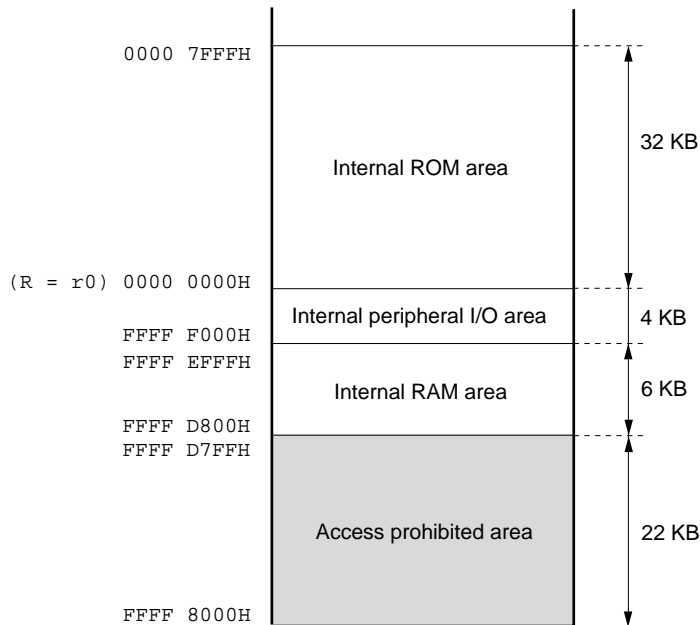 0000 7FFFH
32 KB
Internal ROM area
(R = r0) 0000 0000H
Internal peripheral I/O area
4 KB
FFFF F000H
FFFF EFFFH
Internal RAM area
6 KB
FFFF D800H
FFFF D7FFH
Access prohibited area
22 KB
FFFF 8000H